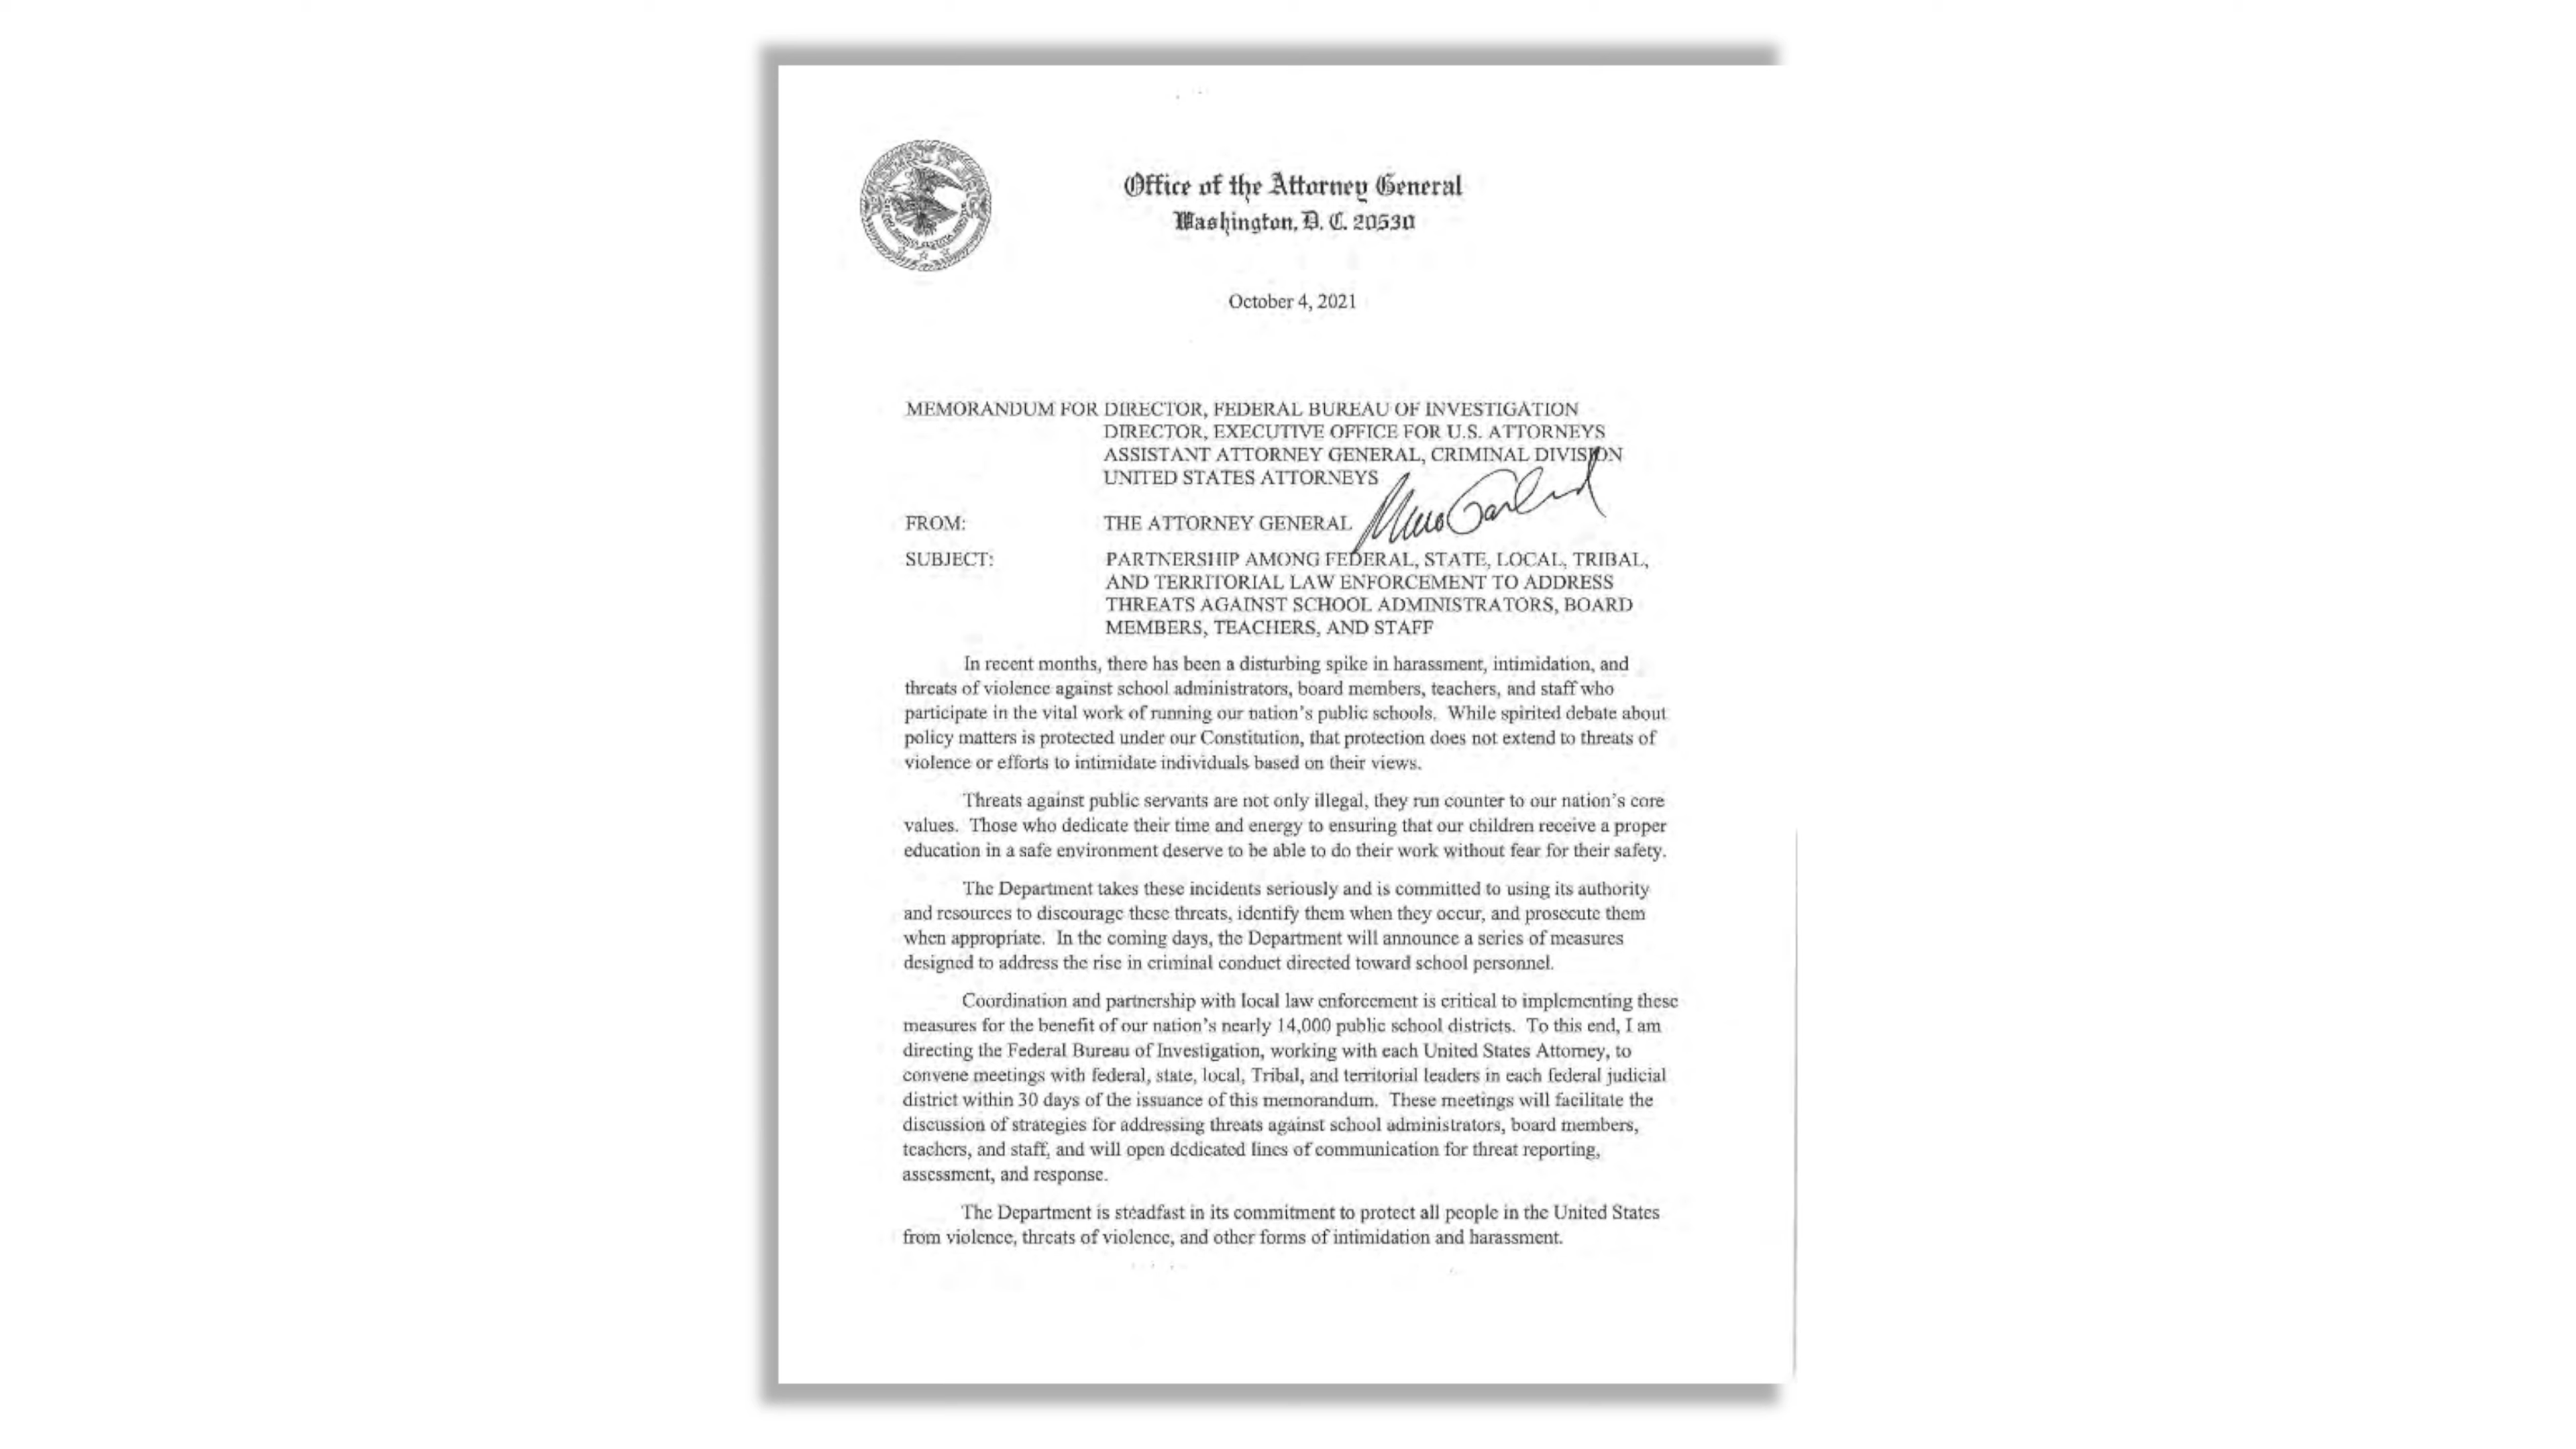 Office of the Attorney General
Washington, D. C. 20530
October 4, 2021
MEMORANDUM FOR DIRECTOR, FEDERAL BUREAU OF INVESTIGATION
DIRECTOR, EXECUTIVE OFFICE FOR U.S. ATTORNEYS
ASSISTANT ATTORNEY GENERAL, CRIMINAL DIVISION
UNITED STATES ATTORNEYS
FROM: THE ATTORNEY GENERAL
SUBJECT: PARTNERSHIP AMONG FEDERAL, STATE, LOCAL, TRIBAL,
AND TERRITORIAL LAW ENFORCEMENT TO ADDRESS
THREATS AGAINST SCHOOL ADMINISTRATORS, BOARD
MEMBERS, TEACHERS, AND STAFF
In recent months, there has been a disturbing spike in harassment, intimidation, and
threats of violence against school administrators, board members, teachers, and staff who
participate in the vital work of running our nation's public schools. While spirited debate about
policy matters is protected under our Constitution, that protection does not extend to threats of
violence or efforts to intimidate individuals based on their views.
Threats against public servants are not only illegal, they run counter to our nation's core
values. Those who dedicate their time and energy to ensuring that our children receive a proper
education in a safe environment deserve to be able to do their work without fear for their safety.
The Department takes these incidents seriously and is committed to using its authority
and resources to discourage these threats, identify them when they occur, and prosecute them
when appropriate. In the coming days, the Department will announce a series of measures
designed to address the rise in criminal conduct directed toward school personnel.
Coordination and partnership with local law enforcement is critical to implementing these
measures for the benefit of our nation's nearly 14,000 public school districts. To this end, I am
directing the Federal Bureau of Investigation, working with each United States Attorney, to
convene meetings with federal, state, local, Tribal, and territorial leaders in each federal judicial
district within 30 days of the issuance of this memorandum. These meetings will facilitate the
discussion of strategies for addressing threats against school administrators, board members,
teachers, and staff, and will open dedicated lines of communication for threat reporting,
assessment, and response.
The Department is steadfast in its commitment to protect all people in the United States
from violence, threats of violence, and other forms of intimidation and harassment.